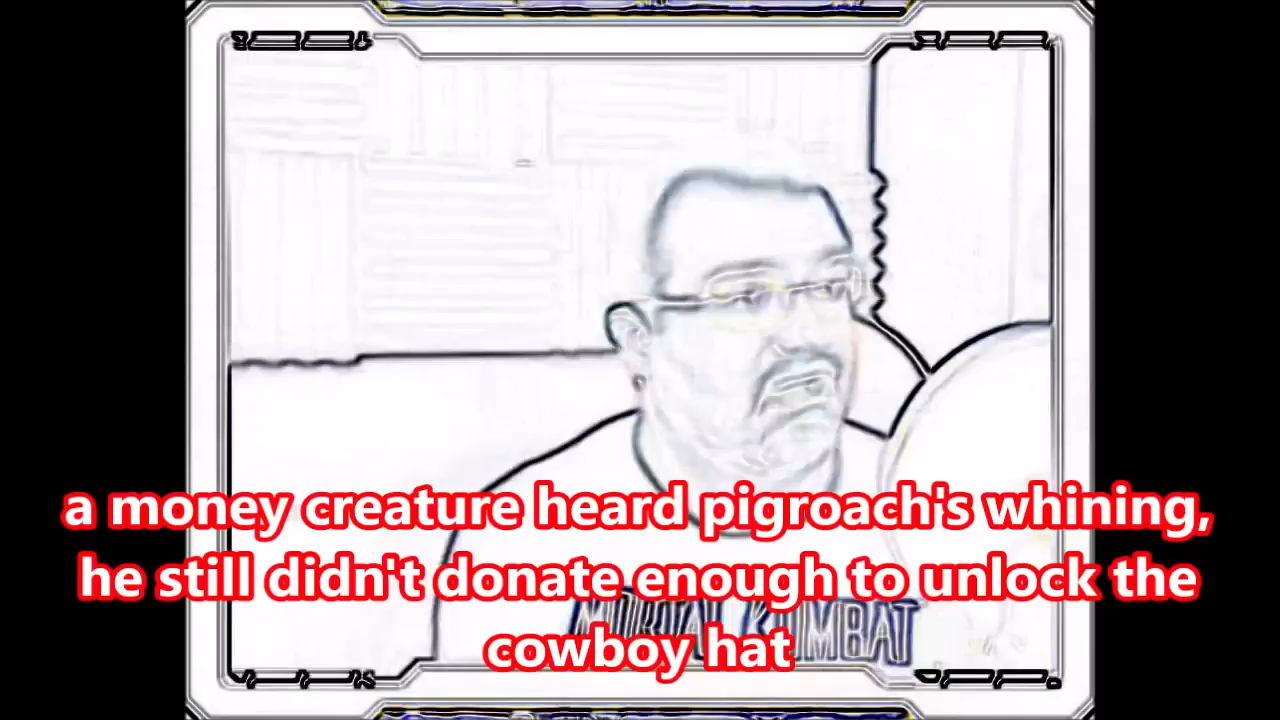 a money creature heard pigroach's whining,
he still didn't donate enough to unlock the
cowboy hat
MORTAL KOMBAT